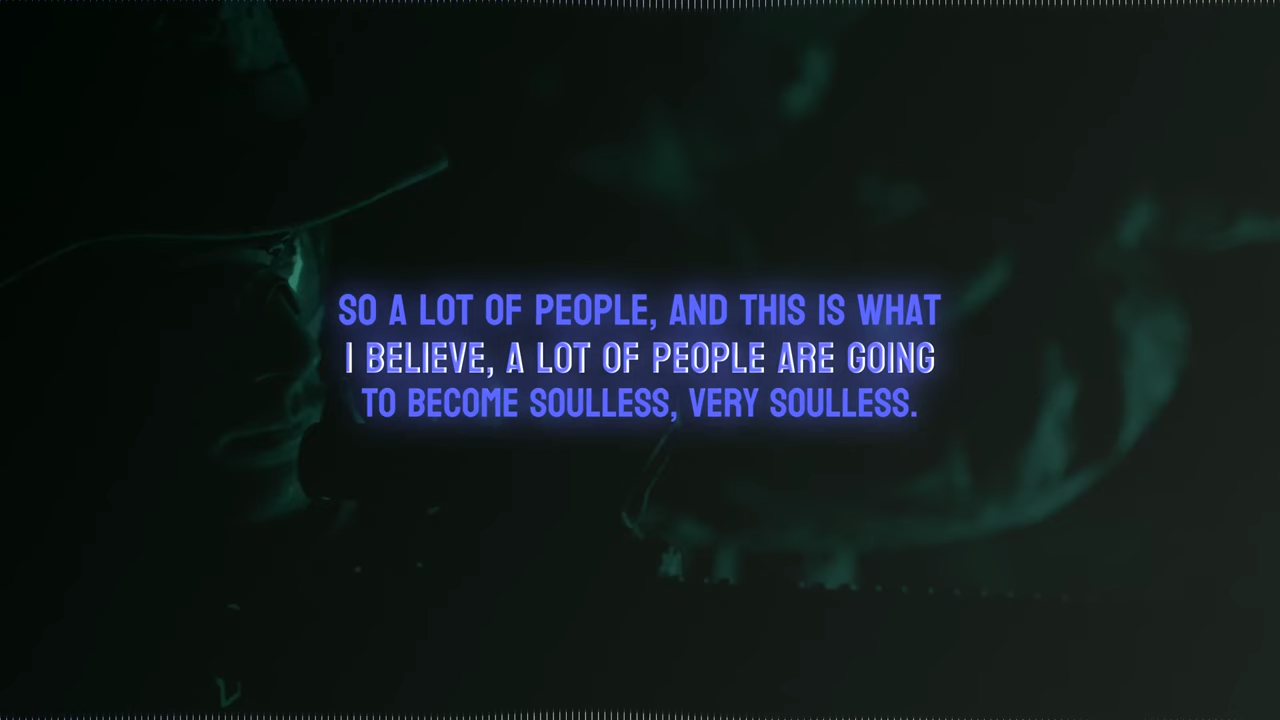 SO A LOT OF PEOPLE, AND THIS IS WHAT
I BELIEVE, A LOT OF PEOPLE ARE GOING
TO BECOME SOULLESS, VERY SOULLESS.